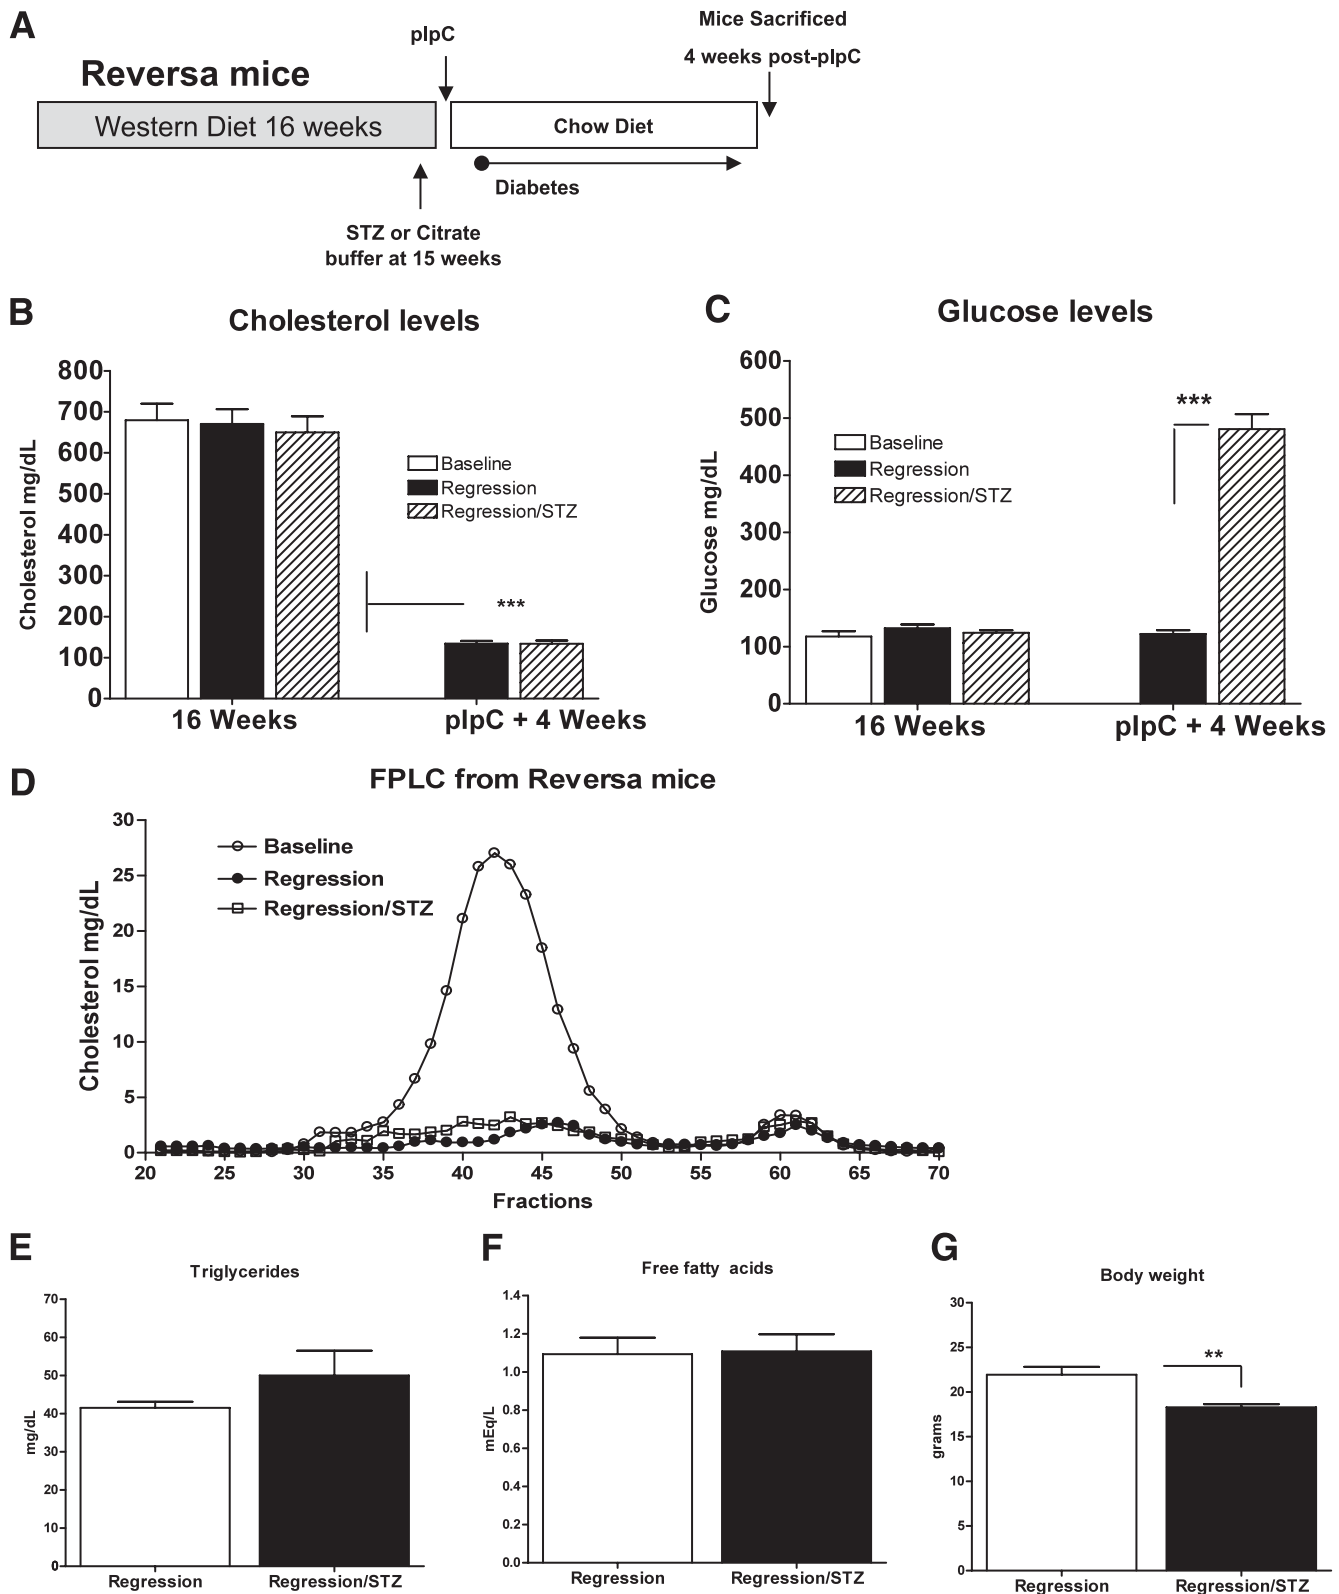 A
pIpC
Mice Sacrificed
4 weeks post-pIpC
Reversa mice
Western Diet 16 weeks
Chow Diet
Diabetes
STZ or Citrate
buffer at 15 weeks
B
Cholesterol levels
Cholesterol mg/dL
800
700
600
500
400
300
200
100
0
Baseline
Regression
Regression/STZ
***
16 Weeks
pIpC + 4 Weeks
C
Glucose levels
Glucose mg/dL
600
500
400
300
200
100
0
Baseline
Regression
Regression/STZ
***
16 Weeks
pIpC + 4 Weeks
D
FPLC from Reversa mice
Cholesterol mg/dL
30
25
20
15
10
5
0
Baseline
Regression
Regression/STZ
20 25 30 35 40 45 50 55 60 65 70
Fractions
E
Triglycerides
mg/dL
70
60
50
40
30
20
10
0
Regression Regression/STZ
F
Free fatty acids
mEq/L
1.4
1.2
1.0
0.8
0.6
0.4
0.2
0.0
Regression Regression/STZ
G
Body weight
grams
30
25
20
15
10
5
0
**
Regression Regression/STZ